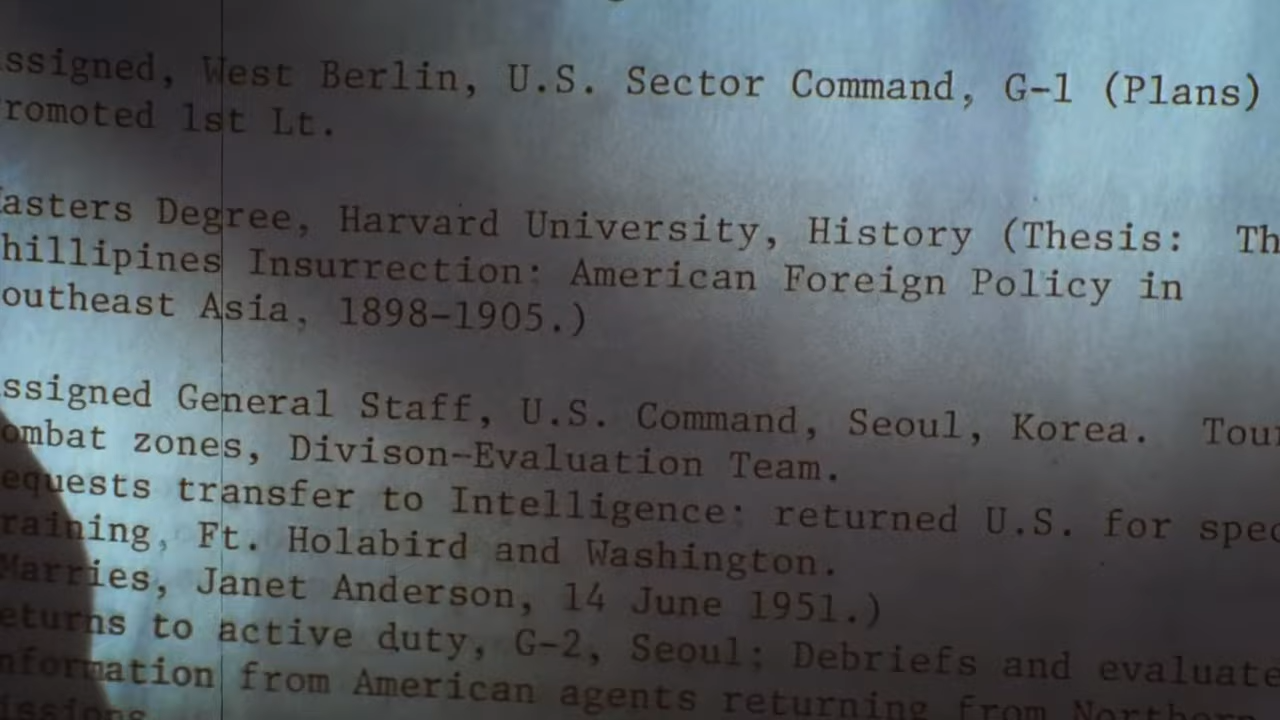 ssigned, West Berlin, U.S. Sector Command, G-1 (Plans)
romoted 1st Lt.
asters Degree, Harvard University, History (Thesis: Th
hillipines Insurrection: American Foreign Policy in
outheast Asia, 1898-1905.)
ssigned General Staff, U.S. Command, Seoul, Korea. Tour
ombat zones, Divison-Evaluation Team.
equests transfer to Intelligence: returned U.S. for spec
raining, Ft. Holabird and Washington.
Marries, Janet Anderson, 14 June 1951.)
eturns to active duty, G-2, Seoul; Debriefs and evaluate
nformation from American agents returning from Northern
issions